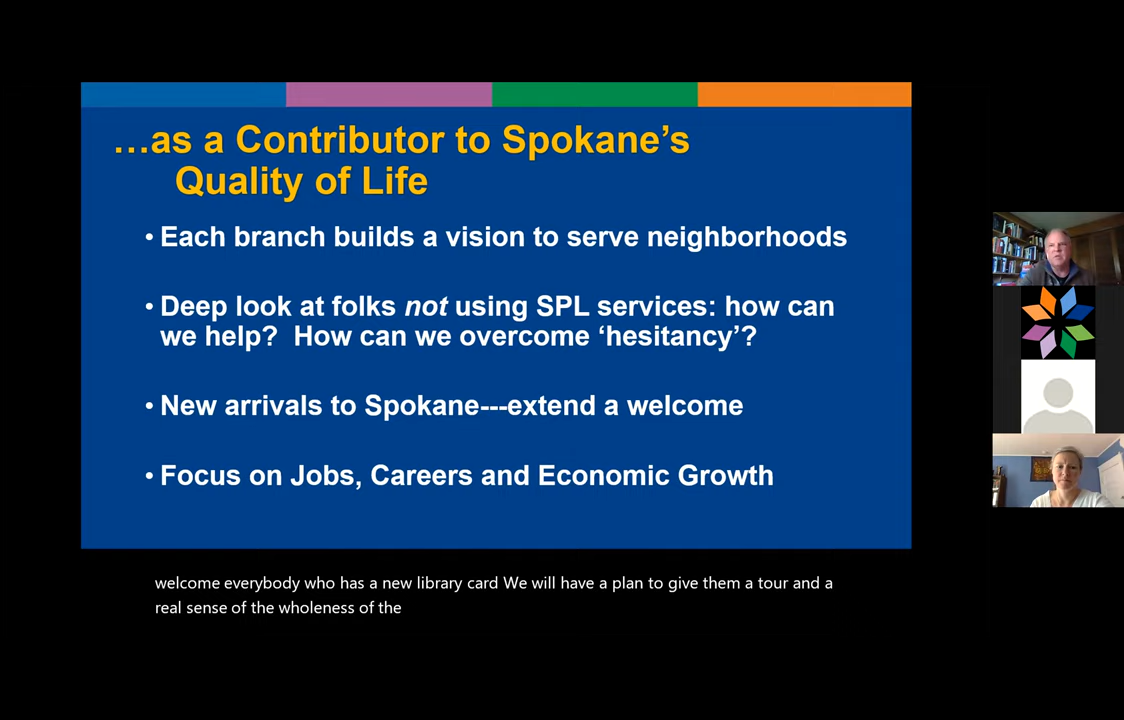 …as a Contributor to Spokane’s
Quality of Life
• Each branch builds a vision to serve neighborhoods
• Deep look at folks not using SPL services: how can
we help?  How can we overcome ‘hesitancy’?
• New arrivals to Spokane---extend a welcome
• Focus on Jobs, Careers and Economic Growth
welcome everybody who has a new library card We will have a plan to give them a tour and a
real sense of the wholeness of the